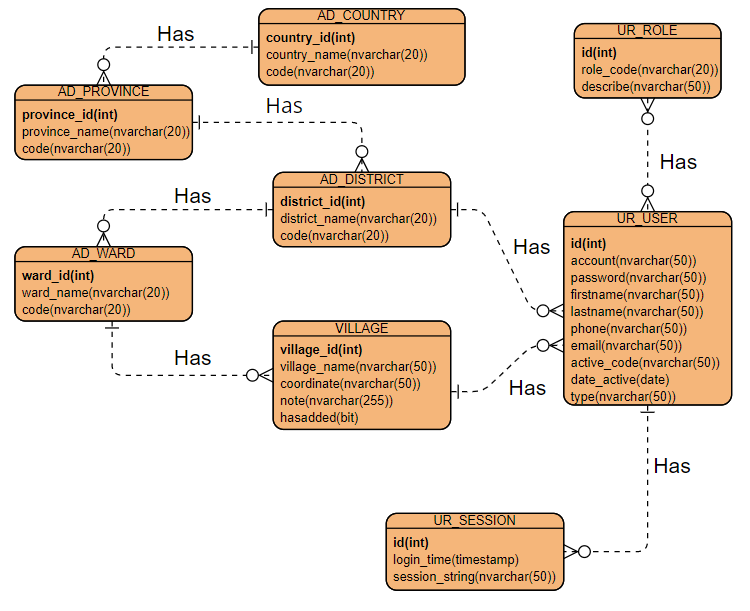 AD_COUNTRY
country_id(int)
country_name(nvarchar(20))
code(nvarchar(20))
Has
UR_ROLE
id(int)
role_code(nvarchar(20))
describe(nvarchar(50))
AD_PROVINCE
province_id(int)
province_name(nvarchar(20))
code(nvarchar(20))
Has
Has
AD_DISTRICT
district_id(int)
district_name(nvarchar(20))
code(nvarchar(20))
Has
Has
UR_USER
id(int)
account(nvarchar(50))
password(nvarchar(50))
firstname(nvarchar(50))
lastname(nvarchar(50))
phone(nvarchar(50))
email(nvarchar(50))
active_code(nvarchar(50))
date_active(date)
type(nvarchar(50))
AD_WARD
ward_id(int)
ward_name(nvarchar(20))
code(nvarchar(20))
Has
VILLAGE
village_id(int)
village_name(nvarchar(50))
coordinate(nvarchar(50))
note(nvarchar(255))
hasadded(bit)
Has
Has
UR_SESSION
id(int)
login_time(timestamp)
session_string(nvarchar(50))